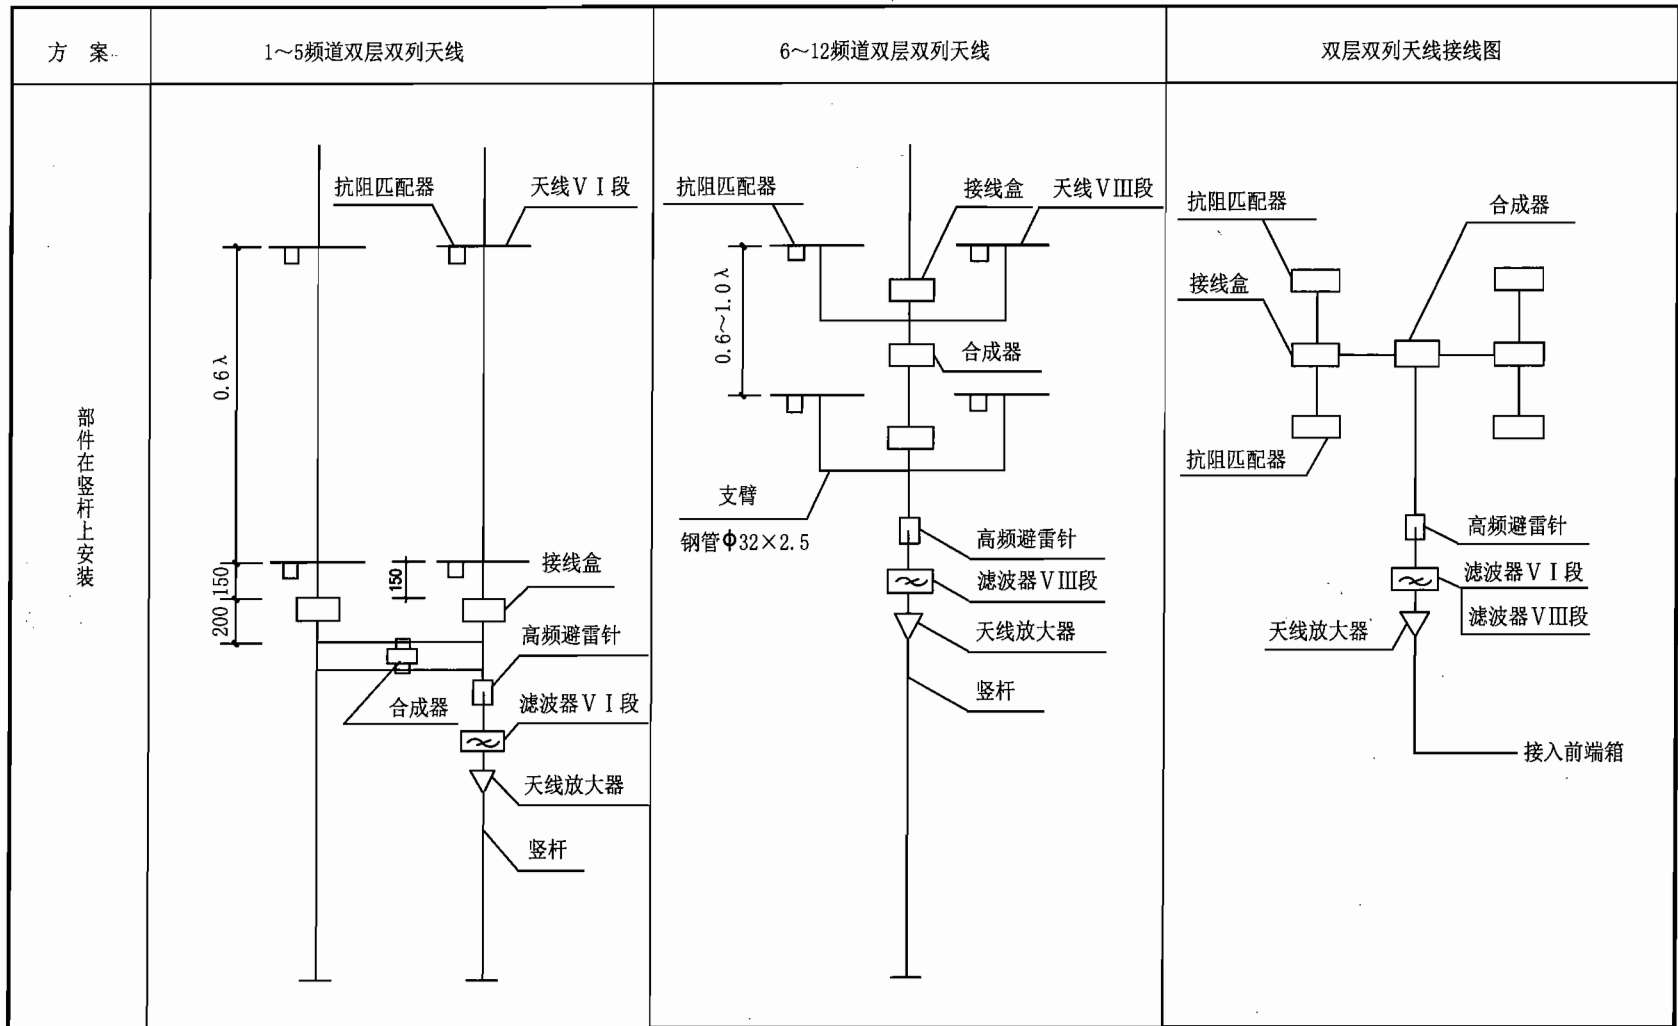 方 案
1～5频道双层双列天线
6～12频道双层双列天线
双层双列天线接线图
部件在竖杆上安装
抗阻匹配器
天线VⅠ段
0.6λ
150
150
200
接线盒
高频避雷针
合成器
滤波器VⅠ段
天线放大器
竖杆
抗阻匹配器
接线盒
天线VⅢ段
0.6～1.0λ
合成器
支臂
钢管Φ32×2.5
高频避雷针
滤波器VⅢ段
天线放大器
竖杆
抗阻匹配器
合成器
接线盒
抗阻匹配器
高频避雷针
滤波器VⅠ段
滤波器VⅢ段
天线放大器
接入前端箱